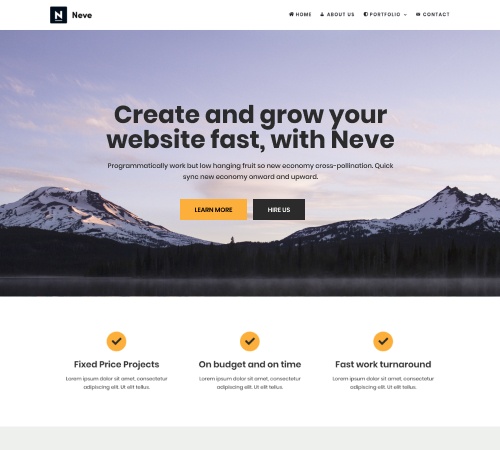 N Neve
HOME ABOUT US PORTFOLIO CONTACT
Create and grow your
website fast, with Neve
Programmatically work but low hanging fruit so new economy cross-pollination. Quick
sync new economy onward and upward.
LEARN MORE HIRE US
Fixed Price Projects
Lorem ipsum dolor sit amet, consectetur
adipiscing elit. Ut elit tellus.
On budget and on time
Lorem ipsum dolor sit amet, consectetur
adipiscing elit. Ut elit tellus.
Fast work turnaround
Lorem ipsum dolor sit amet, consectetur
adipiscing elit. Ut elit tellus.